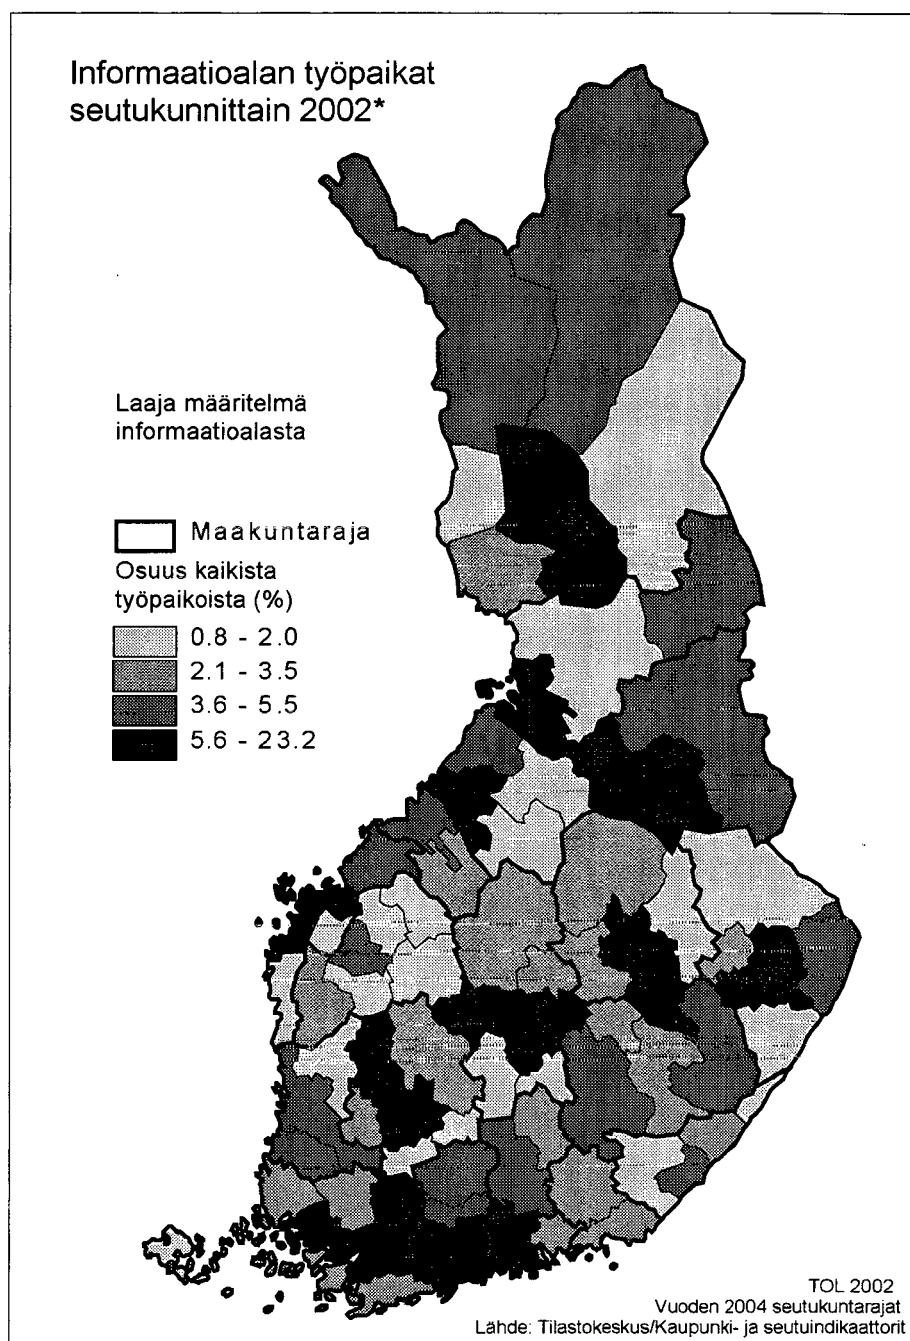 Informaatioalan työpaikat
seutukunnittain 2002*
Laaja määritelmä
informaatioalasta
Maakuntaraja
Osuus kaikista
työpaikoista (%)
0.8 - 2.0
2.1 - 3.5
3.6 - 5.5
5.6 - 23.2
TOL 2002
Vuoden 2004 seutukuntarajat
Lähde: Tilastokeskus/Kaupunki- ja seutuindikaattorit